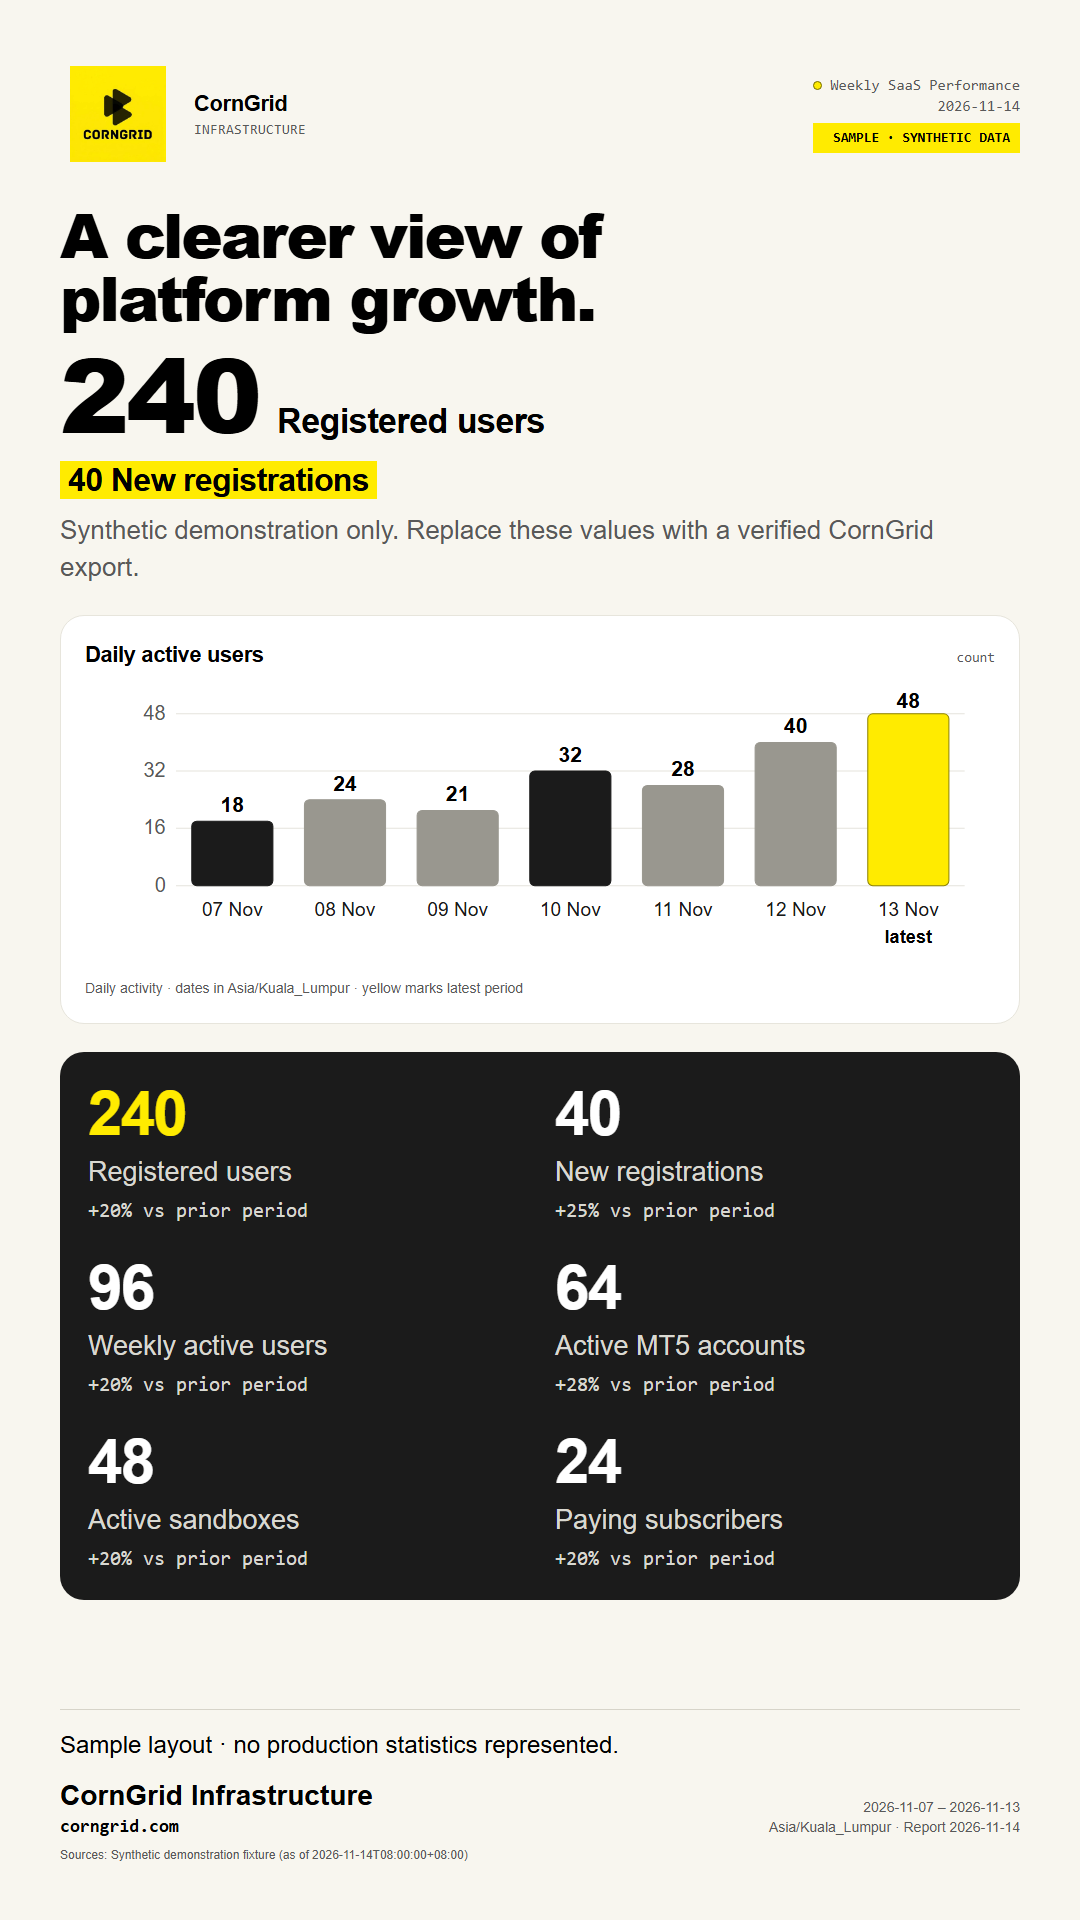 CORNGRID
CornGrid
INFRASTRUCTURE
Weekly SaaS Performance
2026-11-14
SAMPLE · SYNTHETIC DATA
A clearer view of
platform growth.
240 Registered users
40 New registrations
Synthetic demonstration only. Replace these values with a verified CornGrid
export.
Daily active users
count
48
32
16
0
18
24
21
32
28
40
48
07 Nov
08 Nov
09 Nov
10 Nov
11 Nov
12 Nov
13 Nov
latest
Daily activity · dates in Asia/Kuala_Lumpur · yellow marks latest period
240
Registered users
+20% vs prior period
40
New registrations
+25% vs prior period
96
Weekly active users
+20% vs prior period
64
Active MT5 accounts
+28% vs prior period
48
Active sandboxes
+20% vs prior period
24
Paying subscribers
+20% vs prior period
Sample layout · no production statistics represented.
CornGrid Infrastructure
corngrid.com
Sources: Synthetic demonstration fixture (as of 2026-11-14T08:00:00+08:00)
2026-11-07 – 2026-11-13
Asia/Kuala_Lumpur · Report 2026-11-14